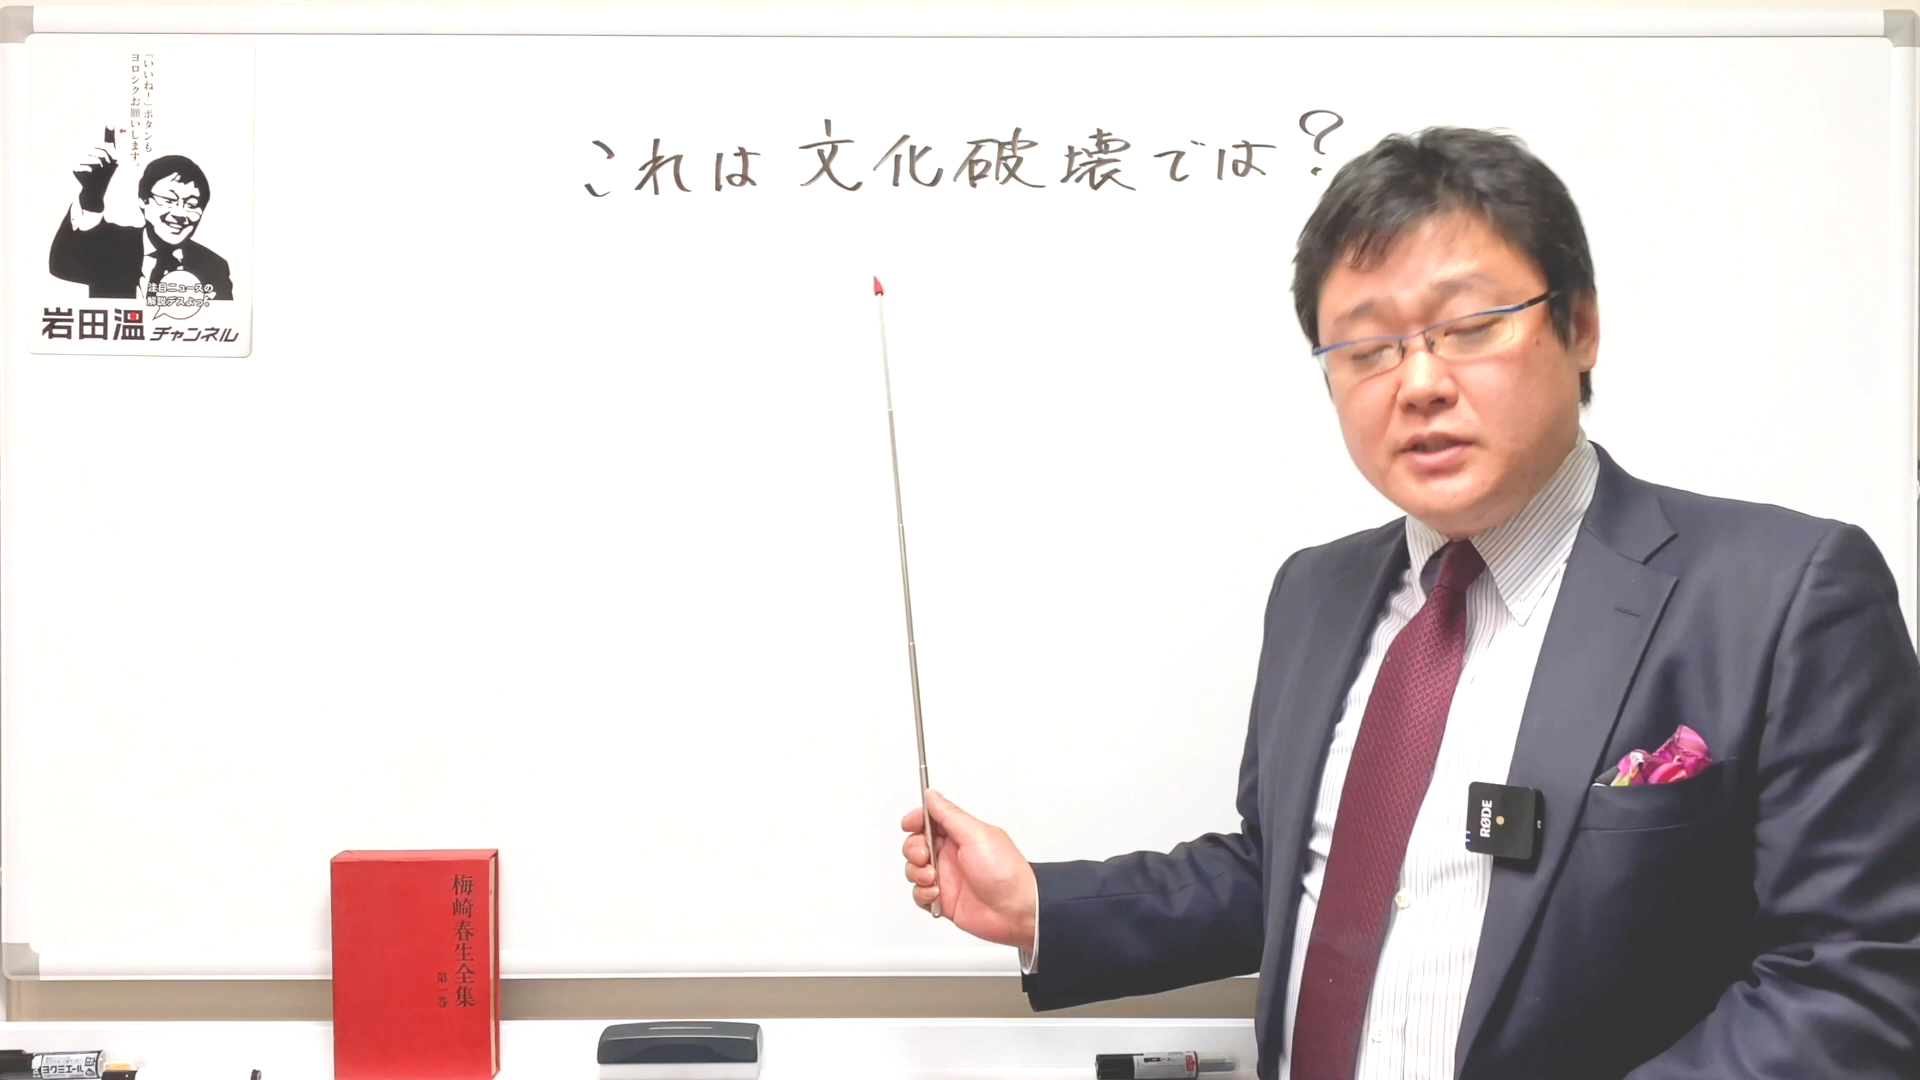 「いいね！」ボタンも
ヨロシクお願いします。
注目ニュースの
解説デスよっ。
岩田温チャンネル
これは文化破壊では？
梅崎春生全集
第一巻
RØDE
ヨクミエール